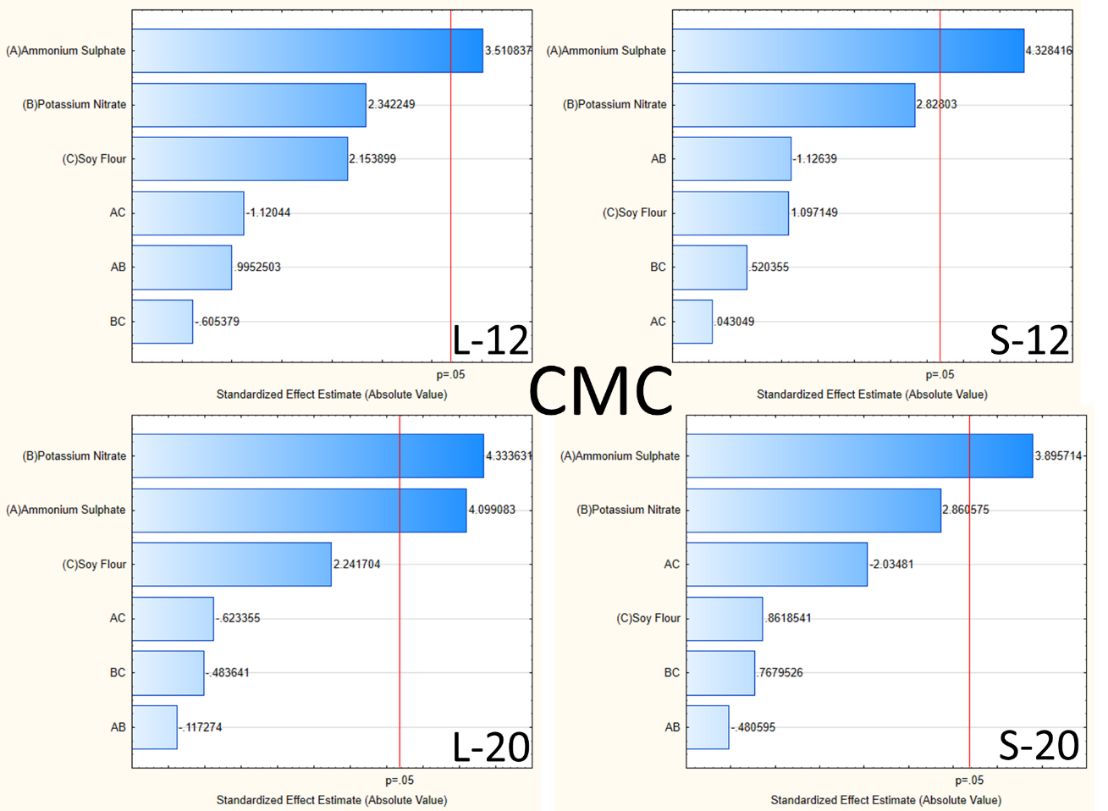 (A)Ammonium Sulphate 3.510837
(B)Potassium Nitrate 2.342249
(C)Soy Flour 2.153899
AC -1.12044
AB .9952503
BC -.605379
L-12
p=.05
Standardized Effect Estimate (Absolute Value)
(A)Ammonium Sulphate 4.328416
(B)Potassium Nitrate 2.82803
AB -1.12639
(C)Soy Flour 1.097149
BC .520355
AC .043049
S-12
p=.05
Standardized Effect Estimate (Absolute Value)
CMC
(B)Potassium Nitrate 4.333631
(A)Ammonium Sulphate 4.099083
(C)Soy Flour 2.241704
AC -.623355
BC -.483641
AB -.117274
L-20
p=.05
Standardized Effect Estimate (Absolute Value)
(A)Ammonium Sulphate 3.895714
(B)Potassium Nitrate 2.860575
AC -2.03481
(C)Soy Flour .8618541
BC .7679526
AB -.480595
S-20
p=.05
Standardized Effect Estimate (Absolute Value)